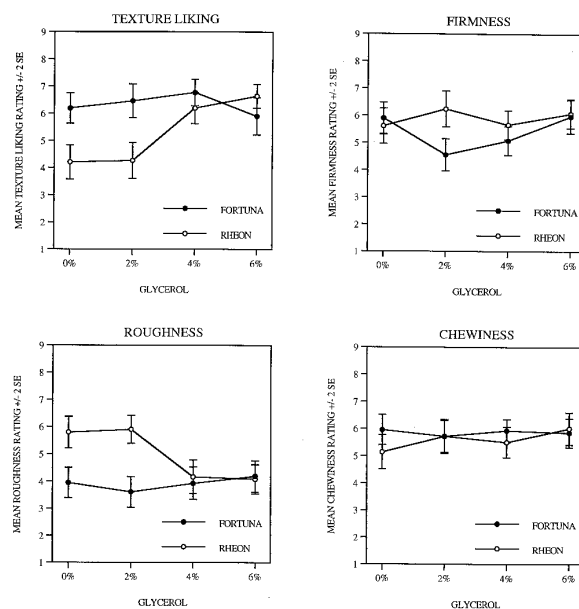 TEXTURE LIKING
MEAN TEXTURE LIKING RATING +/- 2 SE
9
8
7
6
5
4
3
2
1
FORTUNA
RHEON
0% 2% 4% 6%
GLYCEROL
FIRMNESS
MEAN FIRMNESS RATING +/- 2 SE
9
8
7
6
5
4
3
2
1
FORTUNA
RHEON
0% 2% 4% 6%
GLYCEROL
ROUGHNESS
MEAN ROUGHNESS RATING +/- 2 SE
9
8
7
6
5
4
3
2
1
FORTUNA
RHEON
0% 2% 4% 6%
GLYCEROL
CHEWINESS
MEAN CHEWINESS RATING +/- 2 SE
9
8
7
6
5
4
3
2
1
FORTUNA
RHEON
0% 2% 4% 6%
GLYCEROL